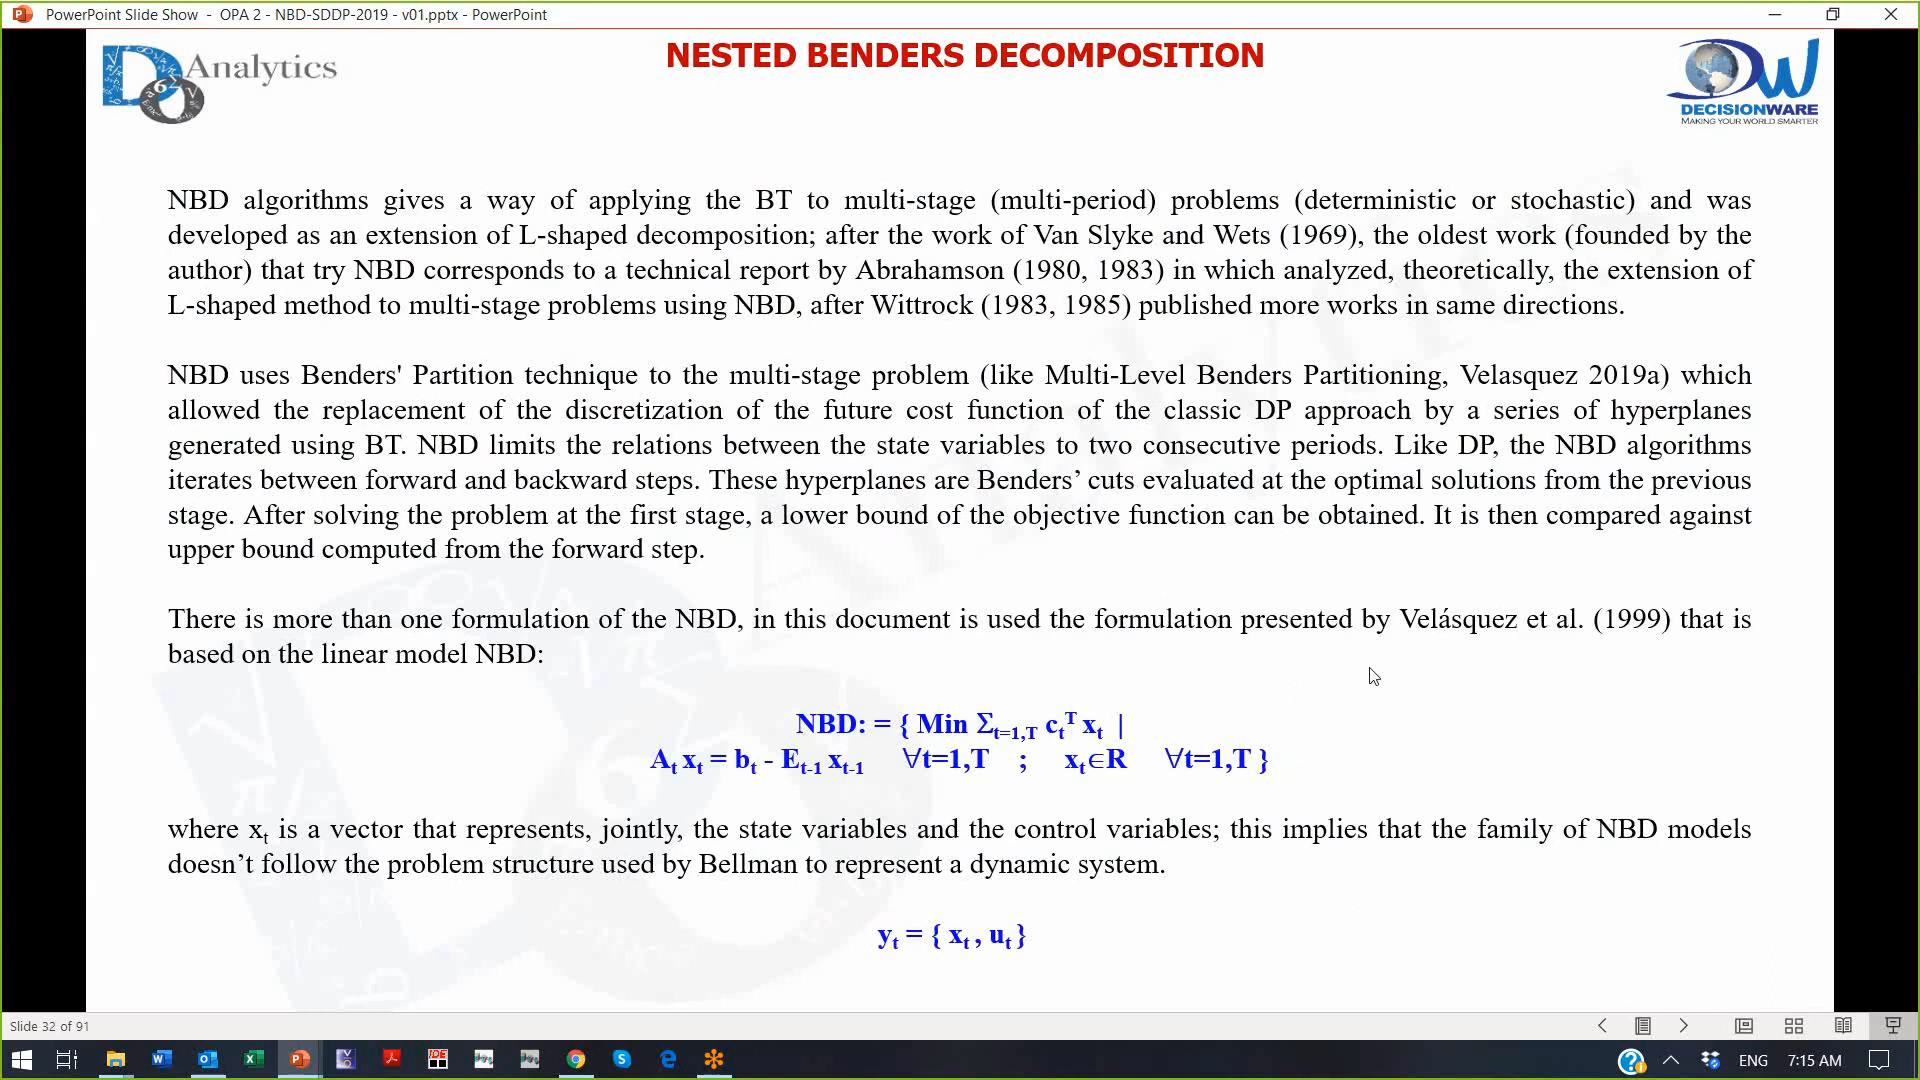 PowerPoint Slide Show - OPA 2 - NBD-SDDP-2019 - v01.pptx - PowerPoint
Analytics
NESTED BENDERS DECOMPOSITION
DW
DECISIONWARE
MAKING YOUR WORLD SMARTER
NBD algorithms gives a way of applying the BT to multi-stage (multi-period) problems (deterministic or stochastic) and was
developed as an extension of L-shaped decomposition; after the work of Van Slyke and Wets (1969), the oldest work (founded by the
author) that try NBD corresponds to a technical report by Abrahamson (1980, 1983) in which analyzed, theoretically, the extension of
L-shaped method to multi-stage problems using NBD, after Wittrock (1983, 1985) published more works in same directions.
NBD uses Benders' Partition technique to the multi-stage problem (like Multi-Level Benders Partitioning, Velasquez 2019a) which
allowed the replacement of the discretization of the future cost function of the classic DP approach by a series of hyperplanes
generated using BT. NBD limits the relations between the state variables to two consecutive periods. Like DP, the NBD algorithms
iterates between forward and backward steps. These hyperplanes are Benders’ cuts evaluated at the optimal solutions from the previous
stage. After solving the problem at the first stage, a lower bound of the objective function can be obtained. It is then compared against
upper bound computed from the forward step.
There is more than one formulation of the NBD, in this document is used the formulation presented by Velásquez et al. (1999) that is
based on the linear model NBD:
NBD: = { Min Σt=1,T ctT xt |
At xt = bt - Et-1 xt-1 ∀t=1,T ; xt∈R ∀t=1,T }
where xt is a vector that represents, jointly, the state variables and the control variables; this implies that the family of NBD models
doesn’t follow the problem structure used by Bellman to represent a dynamic system.
yt = { xt , ut }
Slide 32 of 91
ENG 7:15 AM